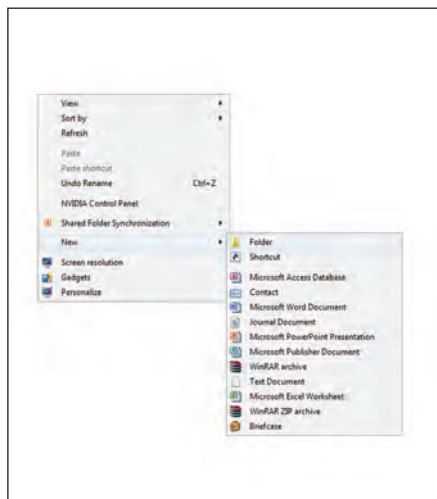 View
Sort by
Refresh
Paste
Paste shortcut
Undo Rename Ctrl+Z
NVIDIA Control Panel
Shared Folder Synchronization
New
Screen resolution
Gadgets
Personalize
Folder
Shortcut
Microsoft Access Database
Contact
Microsoft Word Document
Journal Document
Microsoft PowerPoint Presentation
Microsoft Publisher Document
WinRAR archive
Text Document
Microsoft Excel Worksheet
WinRAR ZIP archive
Briefcase